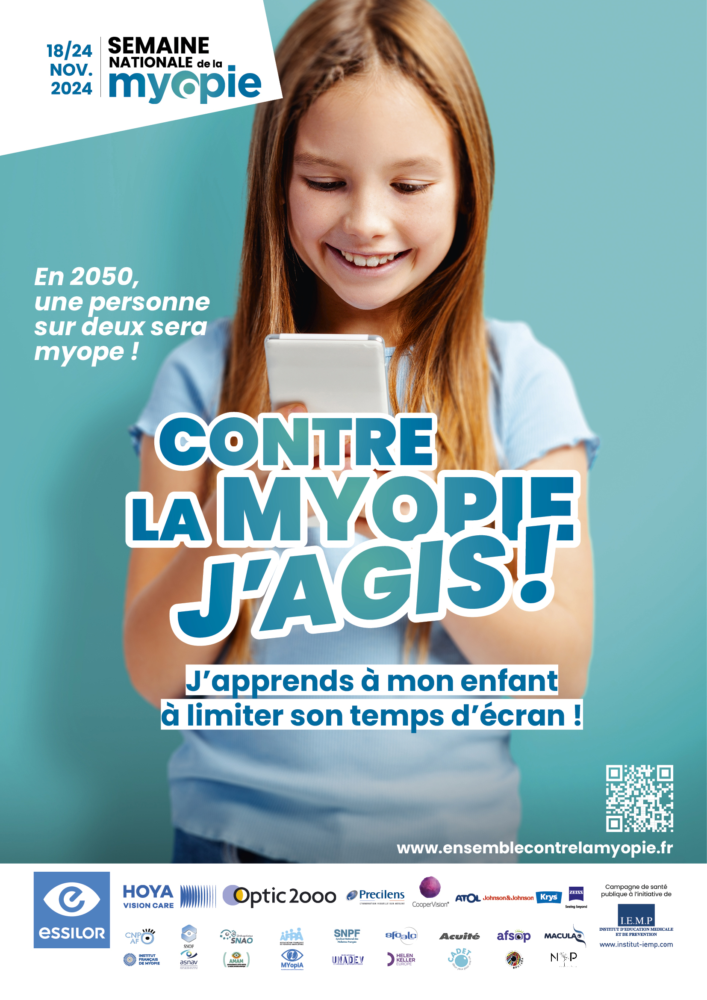 18/24
NOV.
2024
SEMAINE
NATIONALE de la
myopie
En 2050,
une personne
sur deux sera
myope !
CONTRE
LA MYOPIE
J'AGIS !
J'apprends à mon enfant
à limiter son temps d'écran !
www.ensemblecontrelamyopie.fr
essilor
HOYA
VISION CARE
Optic 2000
Precilens
L'INNOVATION VISUELLE SUR MESURE
CooperVision®
ATOL
Johnson&Johnson
Krys
ZEISS
Seeing beyond
Campagne de santé
publique à l'initiative de
I.E.M.P
INSTITUT D'EDUCATION MEDICALE
ET DE PREVENTION
www.institut-iemp.com
CNP
AF
SNOF
Orthoptistes
SNAO
AFPA
ASSOCIATION FRANÇAISE
DE PÉDIATRIE AMBULATOIRE
SNPF
Syndicat National des
Pédiatres Français
sfoalc
Acuité
afsop
MACULA
INSTITUT
FRANÇAIS
DE MYOPIE
asnav
AMAM
MYopiA
UNION NATIONALE
UNADEV
HELEN
KELLER
EUROPE
CADET
OPHTARA